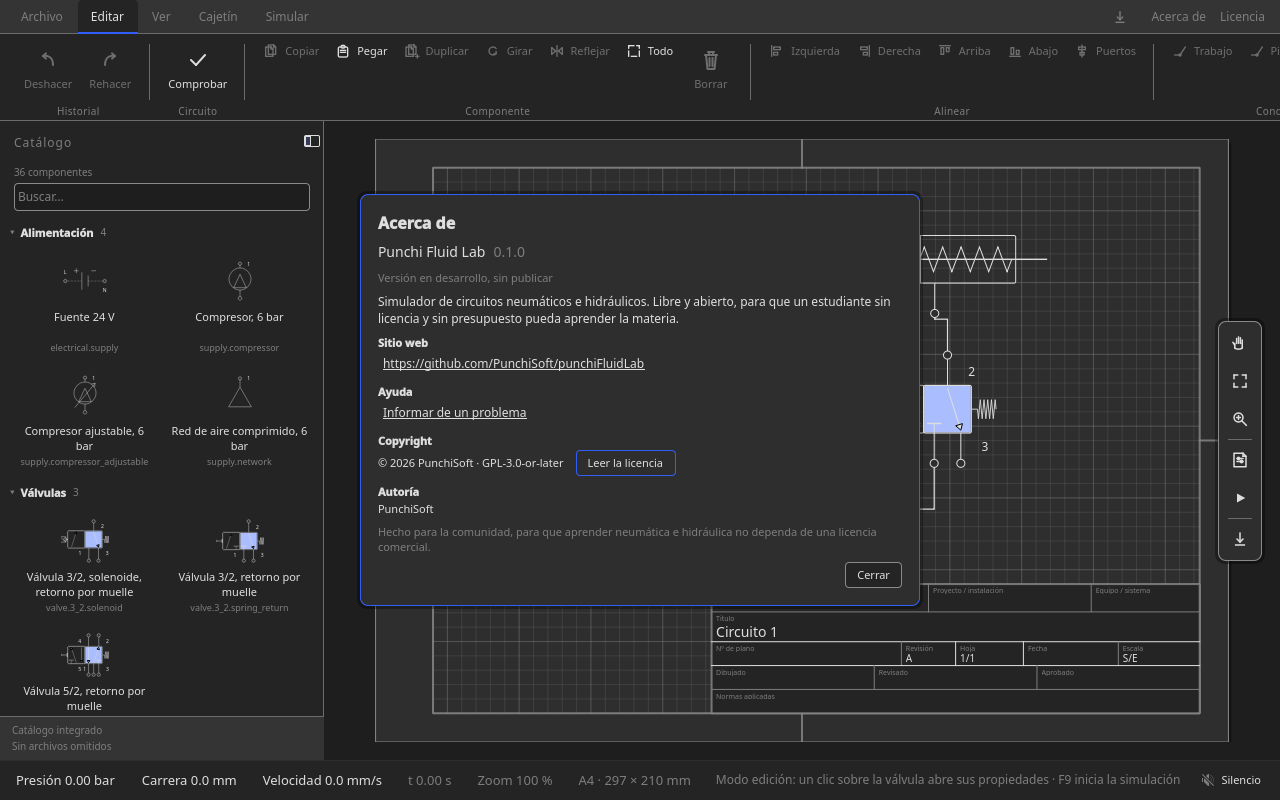 Archivo Editar Ver Cajetín Simular Acerca de Licencia
Copiar Pegar Duplicar Girar Reflejar Todo Izquierda Derecha Arriba Abajo Puertos Trabajo
Deshacer Rehacer Comprobar Borrar
Historial Circuito Componente Alinear
Catálogo
36 componentes
Buscar...
Alimentación 4
Fuente 24 V
electrical.supply
Compresor, 6 bar
supply.compressor
Compresor ajustable, 6
bar
supply.compressor_adjustable
Red de aire comprimido, 6
bar
supply.network
Válvulas 3
Válvula 3/2, solenoide,
retorno por muelle
valve.3_2.solenoid
Válvula 3/2, retorno por
muelle
valve.3_2.spring_return
Válvula 5/2, retorno por
muelle
Catálogo integrado
Sin archivos omitidos
Acerca de
Punchi Fluid Lab 0.1.0
Versión en desarrollo, sin publicar
Simulador de circuitos neumáticos e hidráulicos. Libre y abierto, para que un estudiante sin
licencia y sin presupuesto pueda aprender la materia.
Sitio web
https://github.com/PunchiSoft/punchiFluidLab
Ayuda
Informar de un problema
Copyright
© 2026 PunchiSoft · GPL-3.0-or-later Leer la licencia
Autoría
PunchiSoft
Hecho para la comunidad, para que aprender neumática e hidráulica no dependa de una licencia
comercial.
Cerrar
2
3
Proyecto / instalación Equipo / sistema
Título
Circuito 1
Nº de plano Revisión Hoja Fecha Escala
A 1/1 S/E
Dibujado Revisado Aprobado
Normas aplicadas
Presión 0.00 bar Carrera 0.0 mm Velocidad 0.0 mm/s t 0.00 s Zoom 100 % A4 · 297 × 210 mm Modo edición: un clic sobre la válvula abre sus propiedades · F9 inicia la simulación Silencio